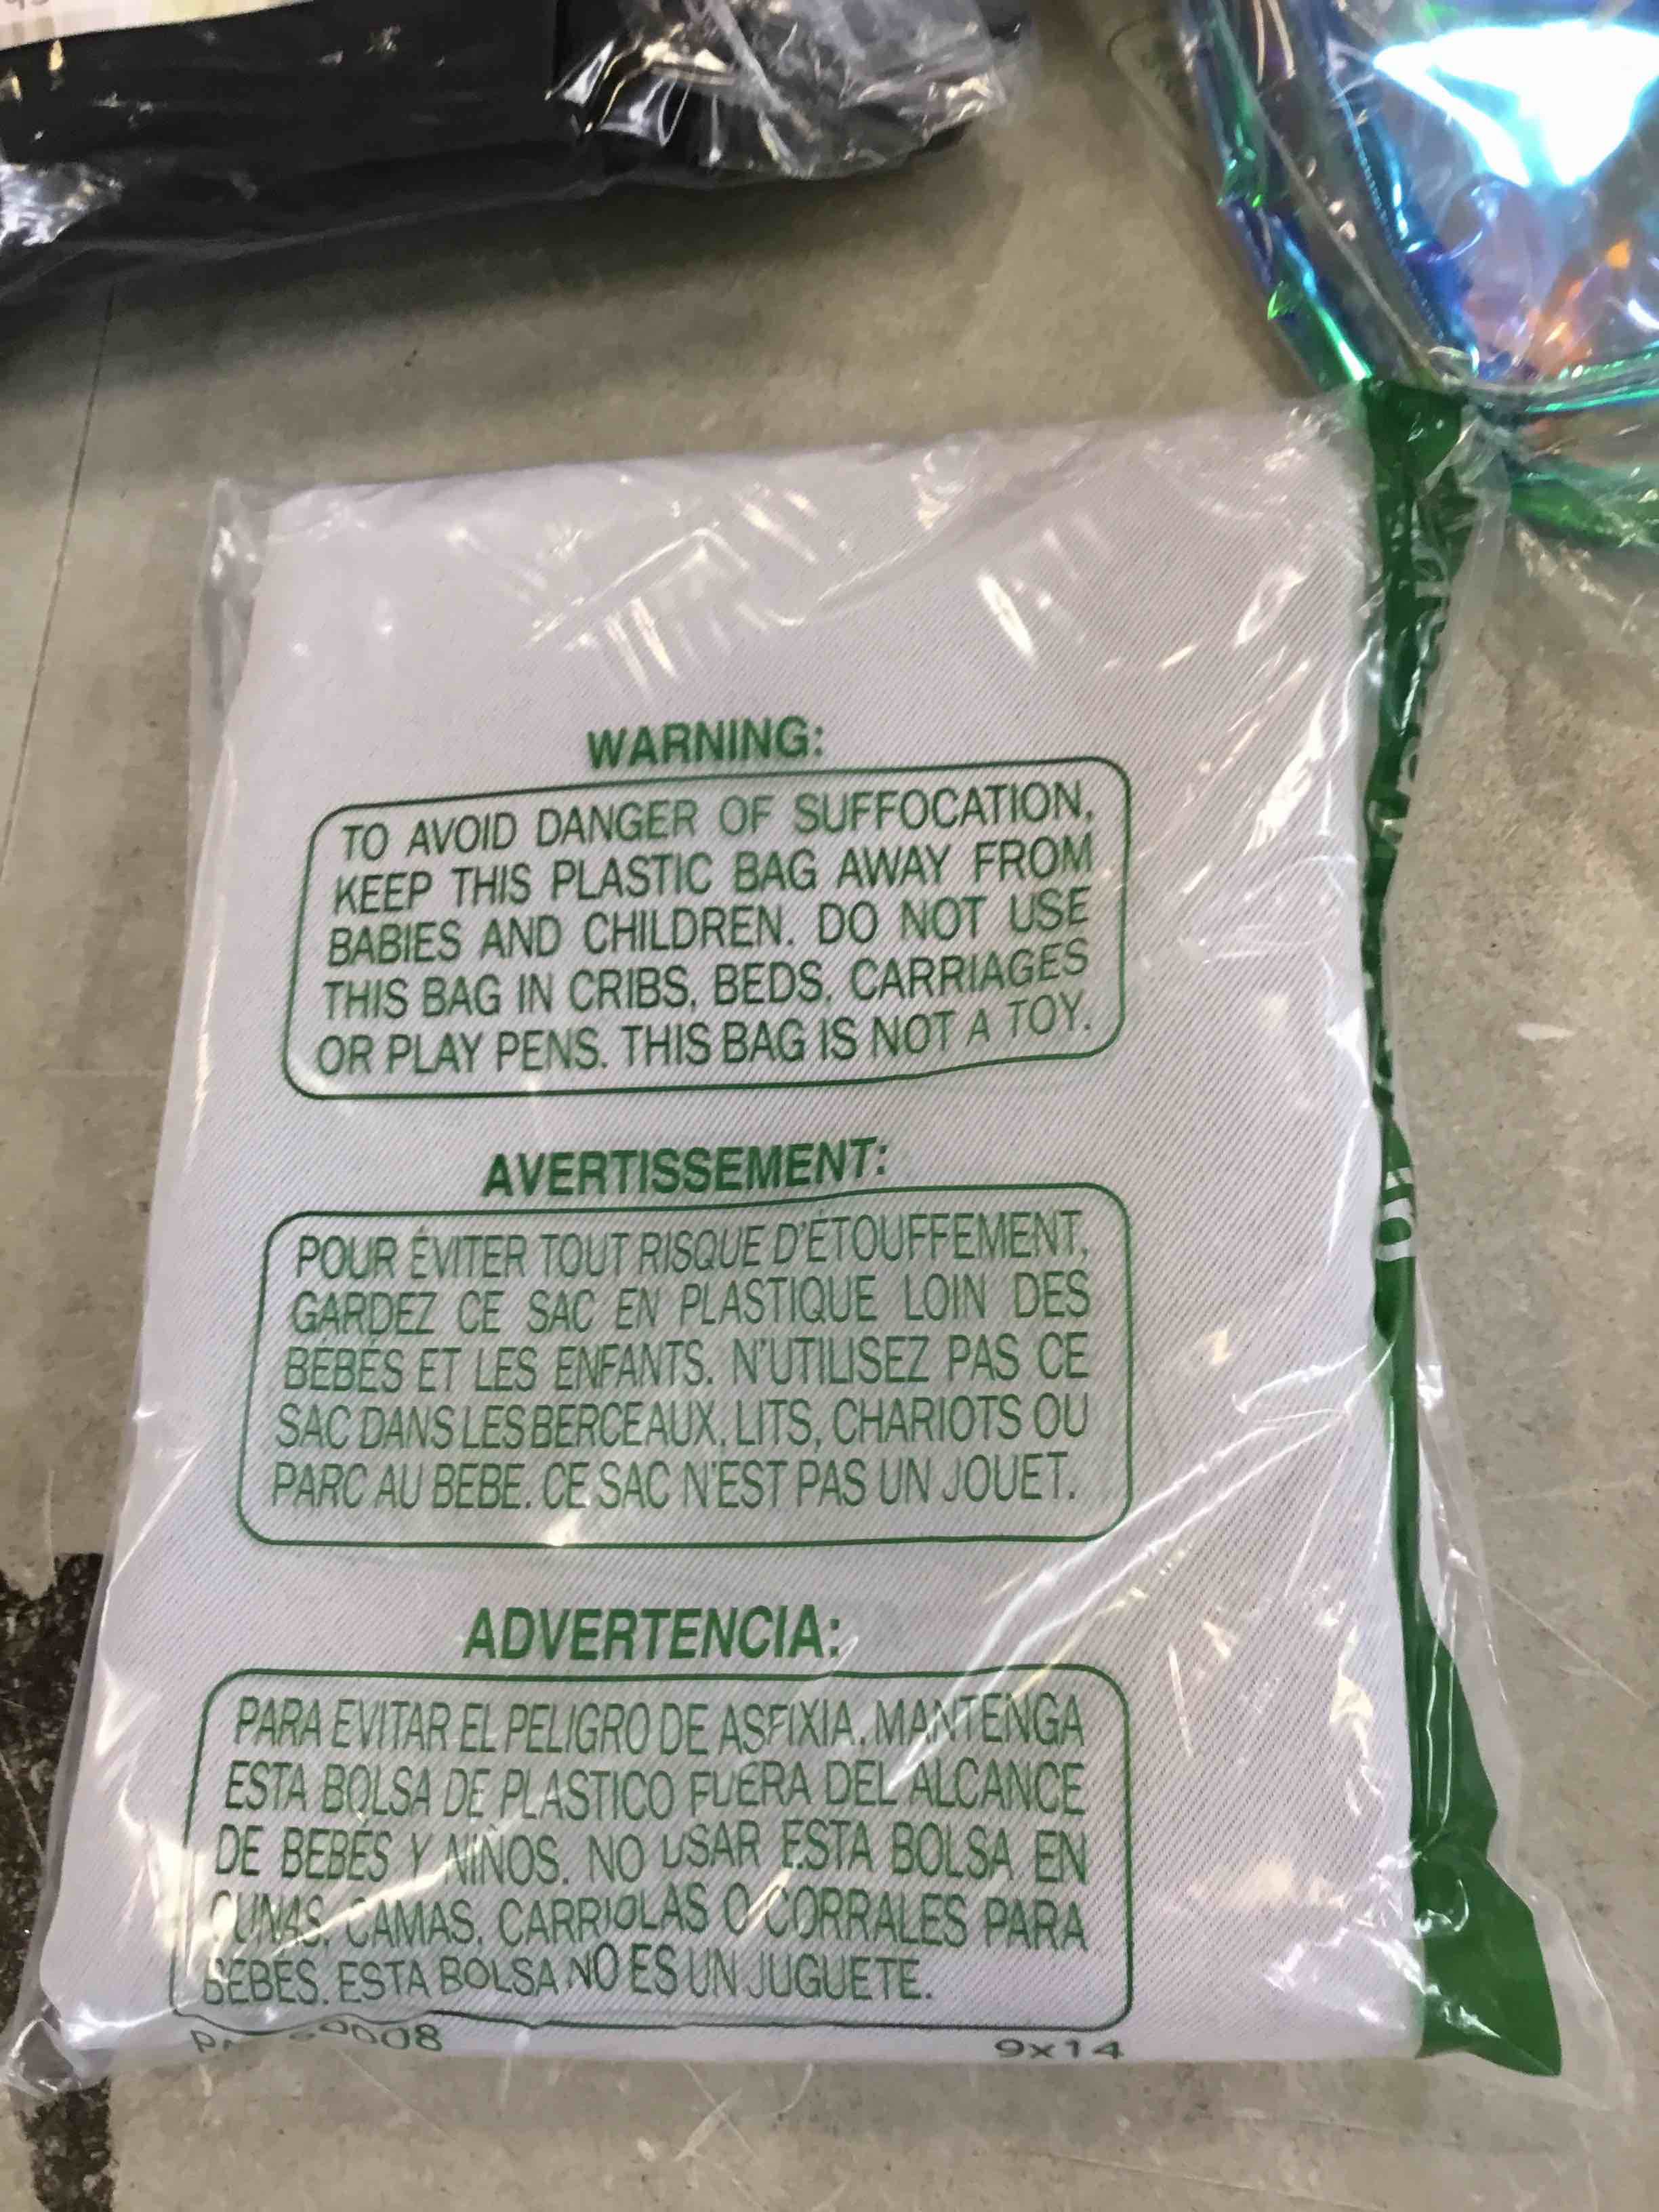 WARNING:
TO AVOID DANGER OF SUFFOCATION,
KEEP THIS PLASTIC BAG AWAY FROM
BABIES AND CHILDREN. DO NOT USE
THIS BAG IN CRIBS, BEDS, CARRIAGES
OR PLAY PENS. THIS BAG IS NOT A TOY.
AVERTISSEMENT:
POUR ÉVITER TOUT RISQUE D'ÉTOUFFEMENT,
GARDEZ CE SAC EN PLASTIQUE LOIN DES
BÉBÉS ET LES ENFANTS. N'UTILISEZ PAS CE
SAC DANS LES BERCEAUX, LITS, CHARIOTS OU
PARC AU BEBE. CE SAC N'EST PAS UN JOUET.
ADVERTENCIA:
PARA EVITAR EL PELIGRO DE ASFIXIA, MANTENGA
ESTA BOLSA DE PLASTICO FUERA DEL ALCANCE
DE BEBÉS Y NIÑOS. NO USAR ESTA BOLSA EN
CUNAS, CAMAS, CARRIOLAS O CORRALES PARA
BEBÉS. ESTA BOLSA NO ES UN JUGUETE.
9x14